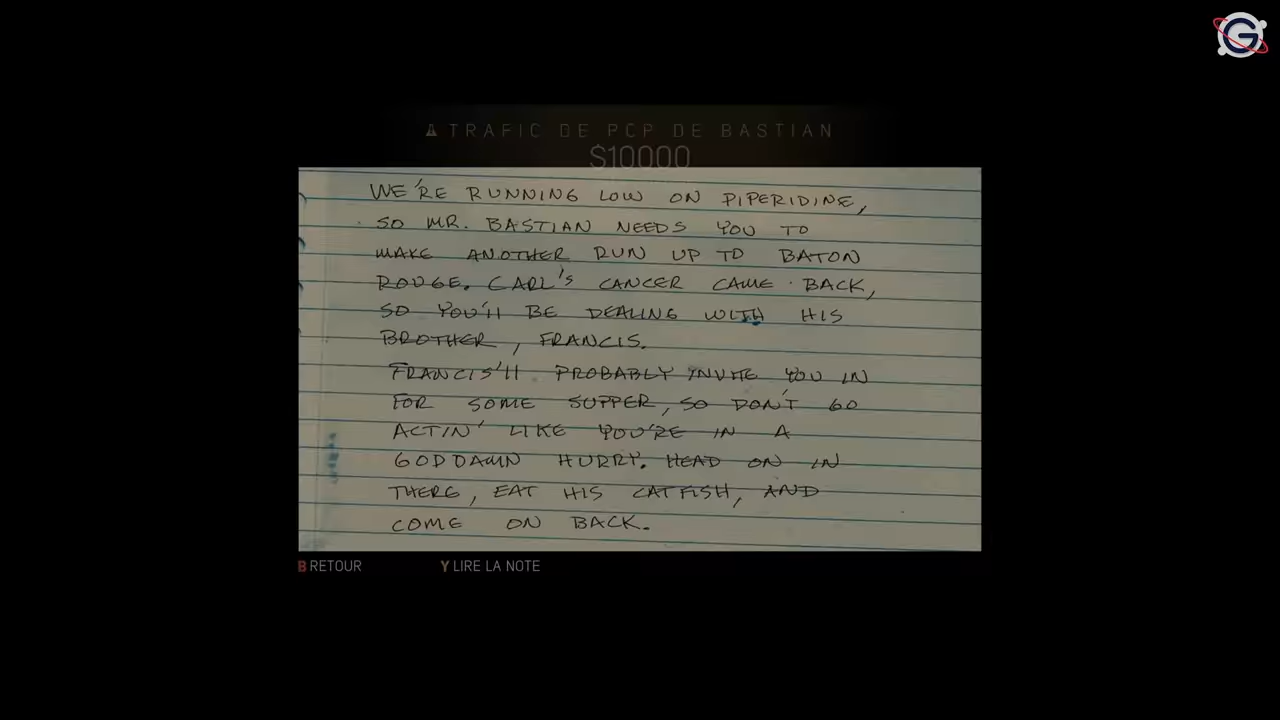 G
TRAFIC DE PCP DE BASTIAN
$10000
WE'RE RUNNING LOW ON PIPERIDINE,
SO MR. BASTIAN NEEDS YOU TO
MAKE ANOTHER RUN UP TO BATON
ROUGE. CARL'S CANCER CAME BACK,
SO YOU'll BE DEALING WITH HIS
BROTHER, FRANCIS.
FRANCIS'll PROBABLY INVITE YOU IN
FOR SOME SUPPER, SO DON'T GO
ACTIN' LIKE YOU'RE IN A
GODDAMN HURRY. HEAD ON IN
THERE, EAT HIS CATFISH, AND
COME ON BACK.
B RETOUR
Y LIRE LA NOTE